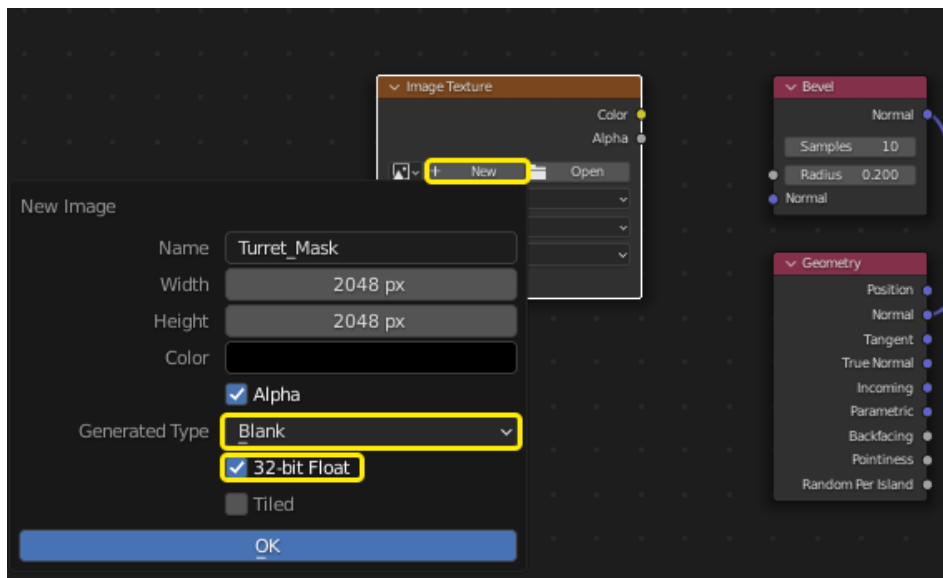 Image Texture
Color
Alpha
New
Open
New Image
Name Turret_Mask
Width 2048 px
Height 2048 px
Color
Alpha
Generated Type Blank
32-bit Float
Tiled
OK
Bevel
Normal
Samples 10
Radius 0.200
Normal
Geometry
Position
Normal
Tangent
True Normal
Incoming
Parametric
Backfacing
Pointiness
Random Per Island